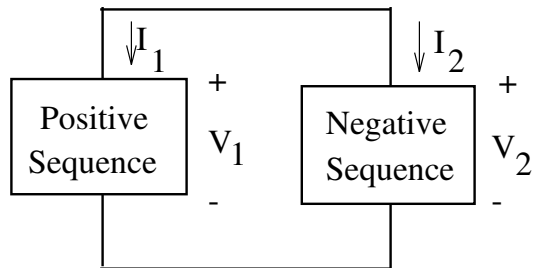 I1
I2
Positive
Sequence
+
V1
-
Negative
Sequence
+
V2
-